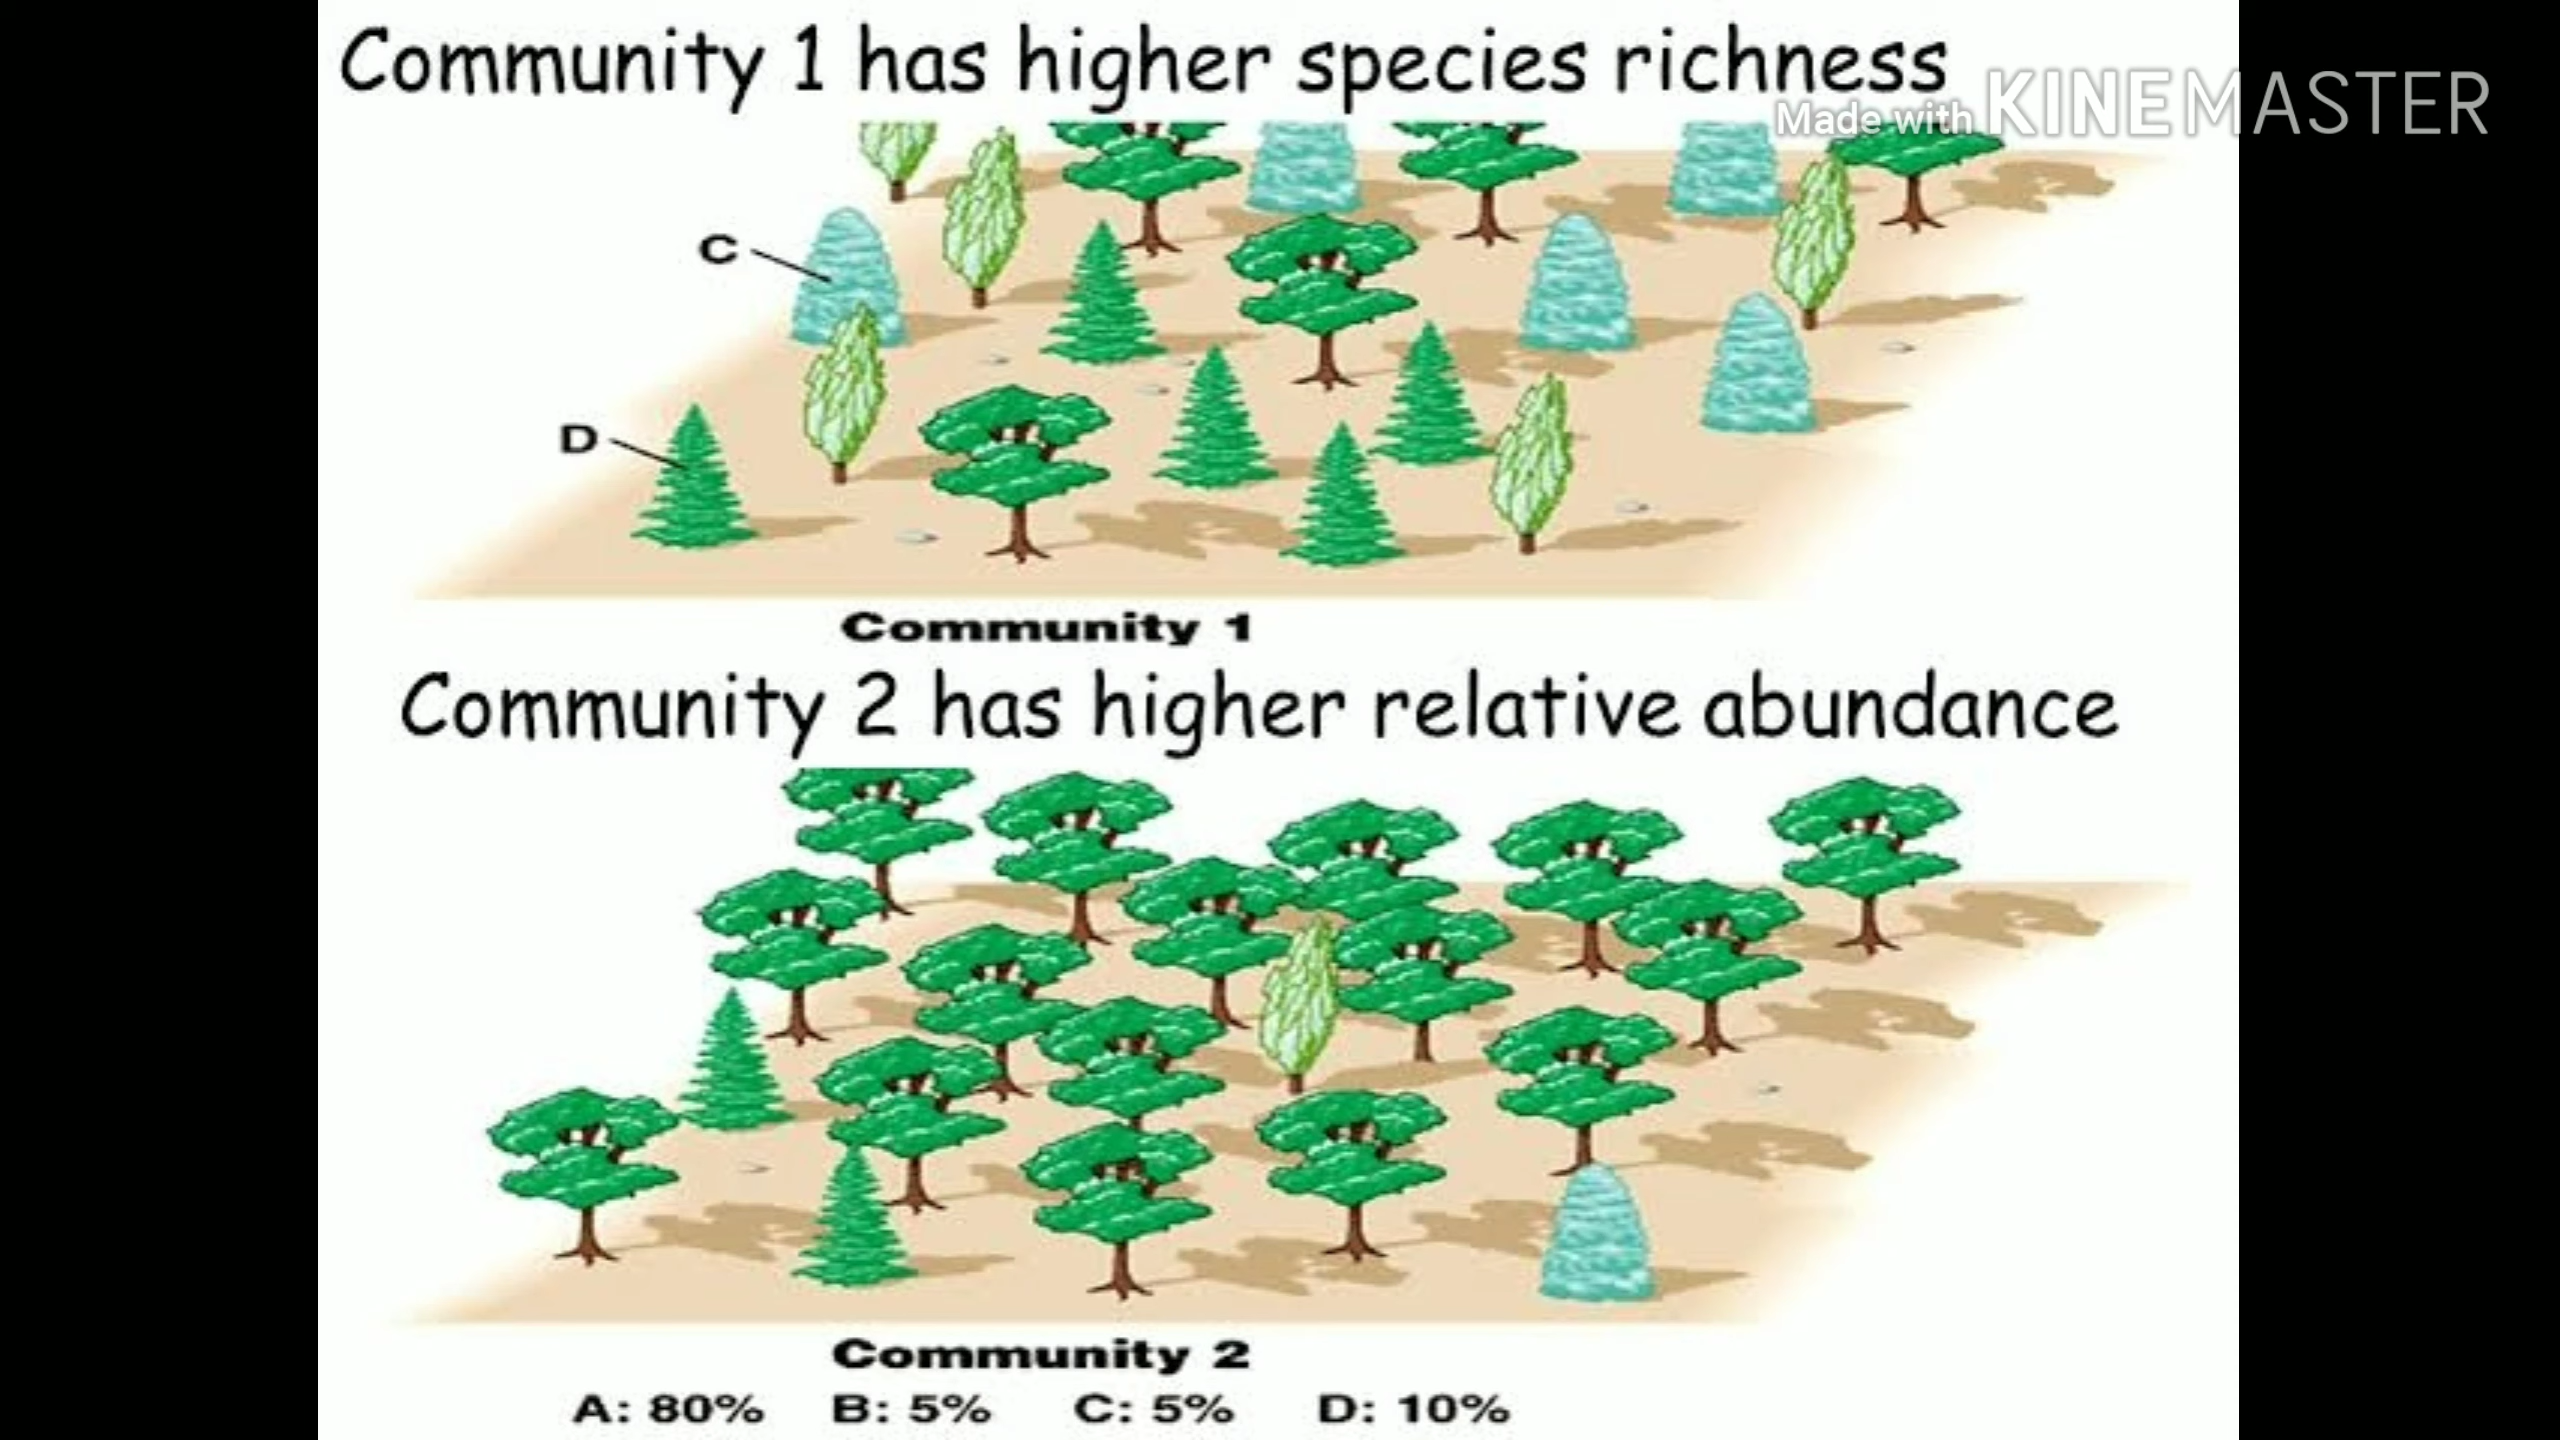 Community 1 has higher species richness
Made with KINEMASTER
C
D
Community 1
Community 2 has higher relative abundance
Community 2
A: 80% B: 5% C: 5% D: 10%